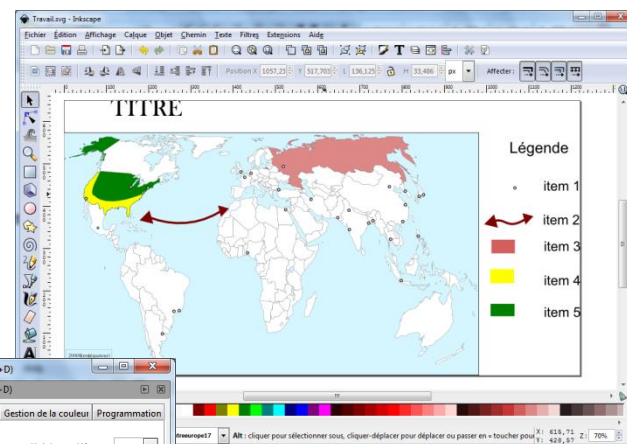 Travail.svg - Inkscape
Fichier Édition Affichage Calque Objet Chemin Texte Filtres Extensions Aide
Position X 1057,23 Y 517,703 L 136,125 H 33,486 px Affecter :
TITRE
Légende
item 1
item 2
item 3
item 4
item 5
+D)
+D)
Gestion de la couleur Programmation
Alt : cliquer pour sélectionner sous, cliquer-déplacer pour déplacer ou passer en « toucher pou
X: 616,71
Y: 420,57
Z: 70%